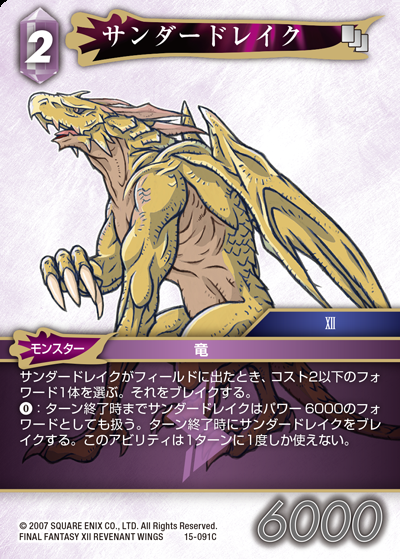 2
サンダードレイク
XII
モンスター
竜
サンダードレイクがフィールドに出たとき、コスト2以下のフォ
ワード1体を選ぶ。それをブレイクする。
0：ターン終了時までサンダードレイクはパワー6000のフォワー
ドとしても扱う。ターン終了時にサンダードレイクをブレ
イクする。このアビリティは1ターンに1度しか使えない。
© 2007 SQUARE ENIX CO., LTD. All Rights Reserved.
FINAL FANTASY XII REVENANT WINGS 15-091C
6000